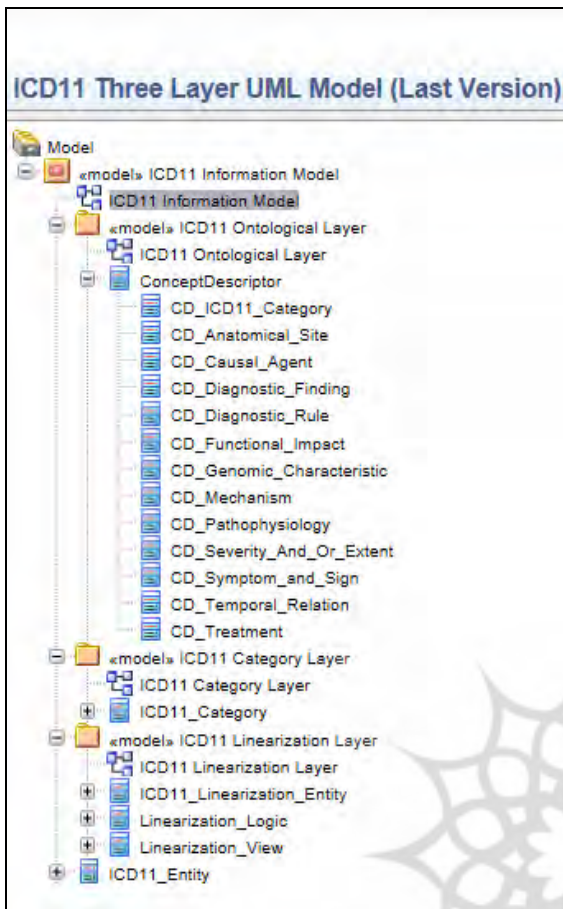 ICD11 Three Layer UML Model (Last Version)
Model
«model» ICD11 Information Model
ICD11 Information Model
«model» ICD11 Ontological Layer
ICD11 Ontological Layer
ConceptDescriptor
CD_ICD11_Category
CD_Anatomical_Site
CD_Causal_Agent
CD_Diagnostic_Finding
CD_Diagnostic_Rule
CD_Functional_Impact
CD_Genomic_Characteristic
CD_Mechanism
CD_Pathophysiology
CD_Severity_And_Or_Extent
CD_Symptom_and_Sign
CD_Temporal_Relation
CD_Treatment
«model» ICD11 Category Layer
ICD11 Category Layer
ICD11_Category
«model» ICD11 Linearization Layer
ICD11 Linearization Layer
ICD11_Linearization_Entity
Linearization_Logic
Linearization_View
ICD11_Entity